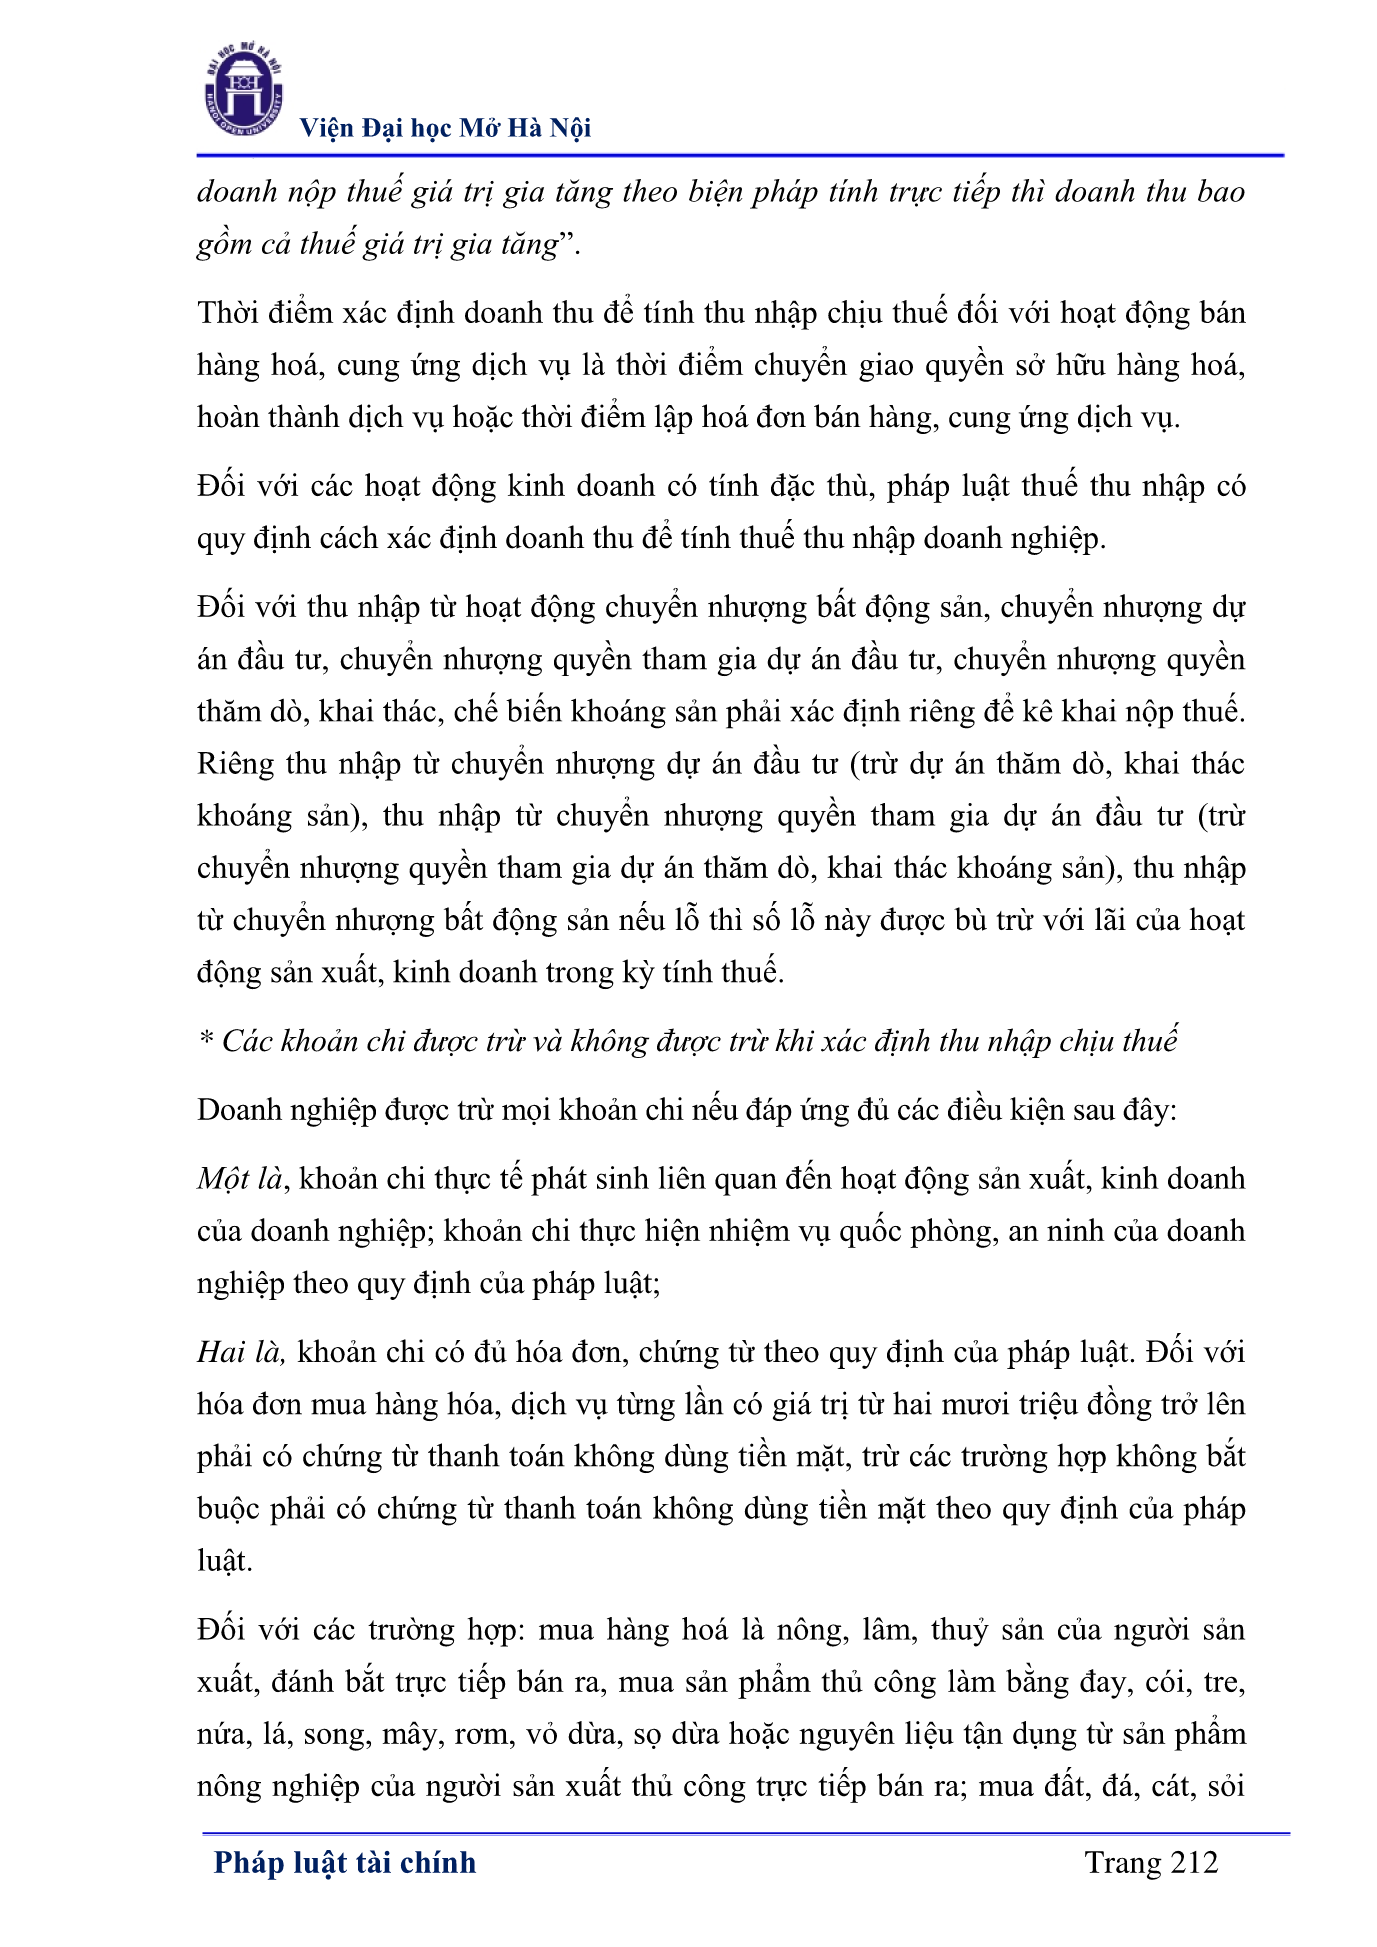 ĐẠI HỌC MỞ HÀ NỘI
HANOI OPEN UNIVERSITY
Viện Đại học Mở Hà Nội
doanh nộp thuế giá trị gia tăng theo biện pháp tính trực tiếp thì doanh thu bao
gồm cả thuế giá trị gia tăng”.
Thời điểm xác định doanh thu để tính thu nhập chịu thuế đối với hoạt động bán
hàng hoá, cung ứng dịch vụ là thời điểm chuyển giao quyền sở hữu hàng hoá,
hoàn thành dịch vụ hoặc thời điểm lập hoá đơn bán hàng, cung ứng dịch vụ.
Đối với các hoạt động kinh doanh có tính đặc thù, pháp luật thuế thu nhập có
quy định cách xác định doanh thu để tính thuế thu nhập doanh nghiệp.
Đối với thu nhập từ hoạt động chuyển nhượng bất động sản, chuyển nhượng dự
án đầu tư, chuyển nhượng quyền tham gia dự án đầu tư, chuyển nhượng quyền
thăm dò, khai thác, chế biến khoáng sản phải xác định riêng để kê khai nộp thuế.
Riêng thu nhập từ chuyển nhượng dự án đầu tư (trừ dự án thăm dò, khai thác
khoáng sản), thu nhập từ chuyển nhượng quyền tham gia dự án đầu tư (trừ
chuyển nhượng quyền tham gia dự án thăm dò, khai thác khoáng sản), thu nhập
từ chuyển nhượng bất động sản nếu lỗ thì số lỗ này được bù trừ với lãi của hoạt
động sản xuất, kinh doanh trong kỳ tính thuế.
* Các khoản chi được trừ và không được trừ khi xác định thu nhập chịu thuế
Doanh nghiệp được trừ mọi khoản chi nếu đáp ứng đủ các điều kiện sau đây:
Một là, khoản chi thực tế phát sinh liên quan đến hoạt động sản xuất, kinh doanh
của doanh nghiệp; khoản chi thực hiện nhiệm vụ quốc phòng, an ninh của doanh
nghiệp theo quy định của pháp luật;
Hai là, khoản chi có đủ hóa đơn, chứng từ theo quy định của pháp luật. Đối với
hóa đơn mua hàng hóa, dịch vụ từng lần có giá trị từ hai mươi triệu đồng trở lên
phải có chứng từ thanh toán không dùng tiền mặt, trừ các trường hợp không bắt
buộc phải có chứng từ thanh toán không dùng tiền mặt theo quy định của pháp
luật.
Đối với các trường hợp: mua hàng hoá là nông, lâm, thuỷ sản của người sản
xuất, đánh bắt trực tiếp bán ra, mua sản phẩm thủ công làm bằng đay, cói, tre,
nứa, lá, song, mây, rơm, vỏ dừa, sọ dừa hoặc nguyên liệu tận dụng từ sản phẩm
nông nghiệp của người sản xuất thủ công trực tiếp bán ra; mua đất, đá, cát, sỏi
Pháp luật tài chính
Trang 212